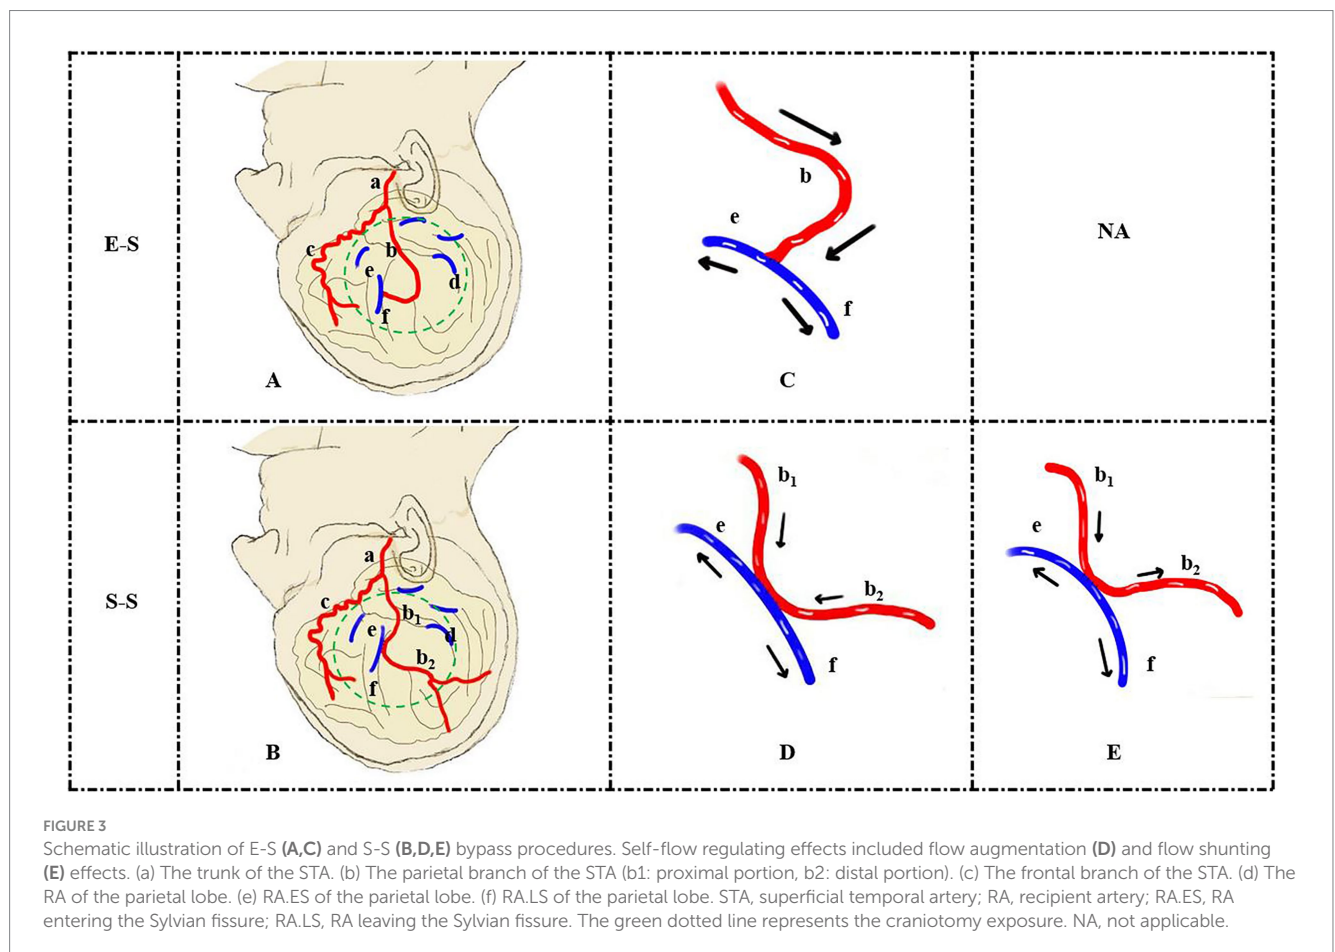 E-S
a
c
b
e
d
f
A
b
e
f
C
NA
S-S
a
c
b1
e
d
b2
f
B
b1
e
b2
f
D
b1
e
b2
f
E
FIGURE 3
Schematic illustration of E-S (A,C) and S-S (B,D,E) bypass procedures. Self-flow regulating effects included flow augmentation (D) and flow shunting
(E) effects. (a) The trunk of the STA. (b) The parietal branch of the STA (b1: proximal portion, b2: distal portion). (c) The frontal branch of the STA. (d) The
RA of the parietal lobe. (e) RA.ES of the parietal lobe. (f) RA.LS of the parietal lobe. STA, superficial temporal artery; RA, recipient artery; RA.ES, RA
entering the Sylvian fissure; RA.LS, RA leaving the Sylvian fissure. The green dotted line represents the craniotomy exposure. NA, not applicable.